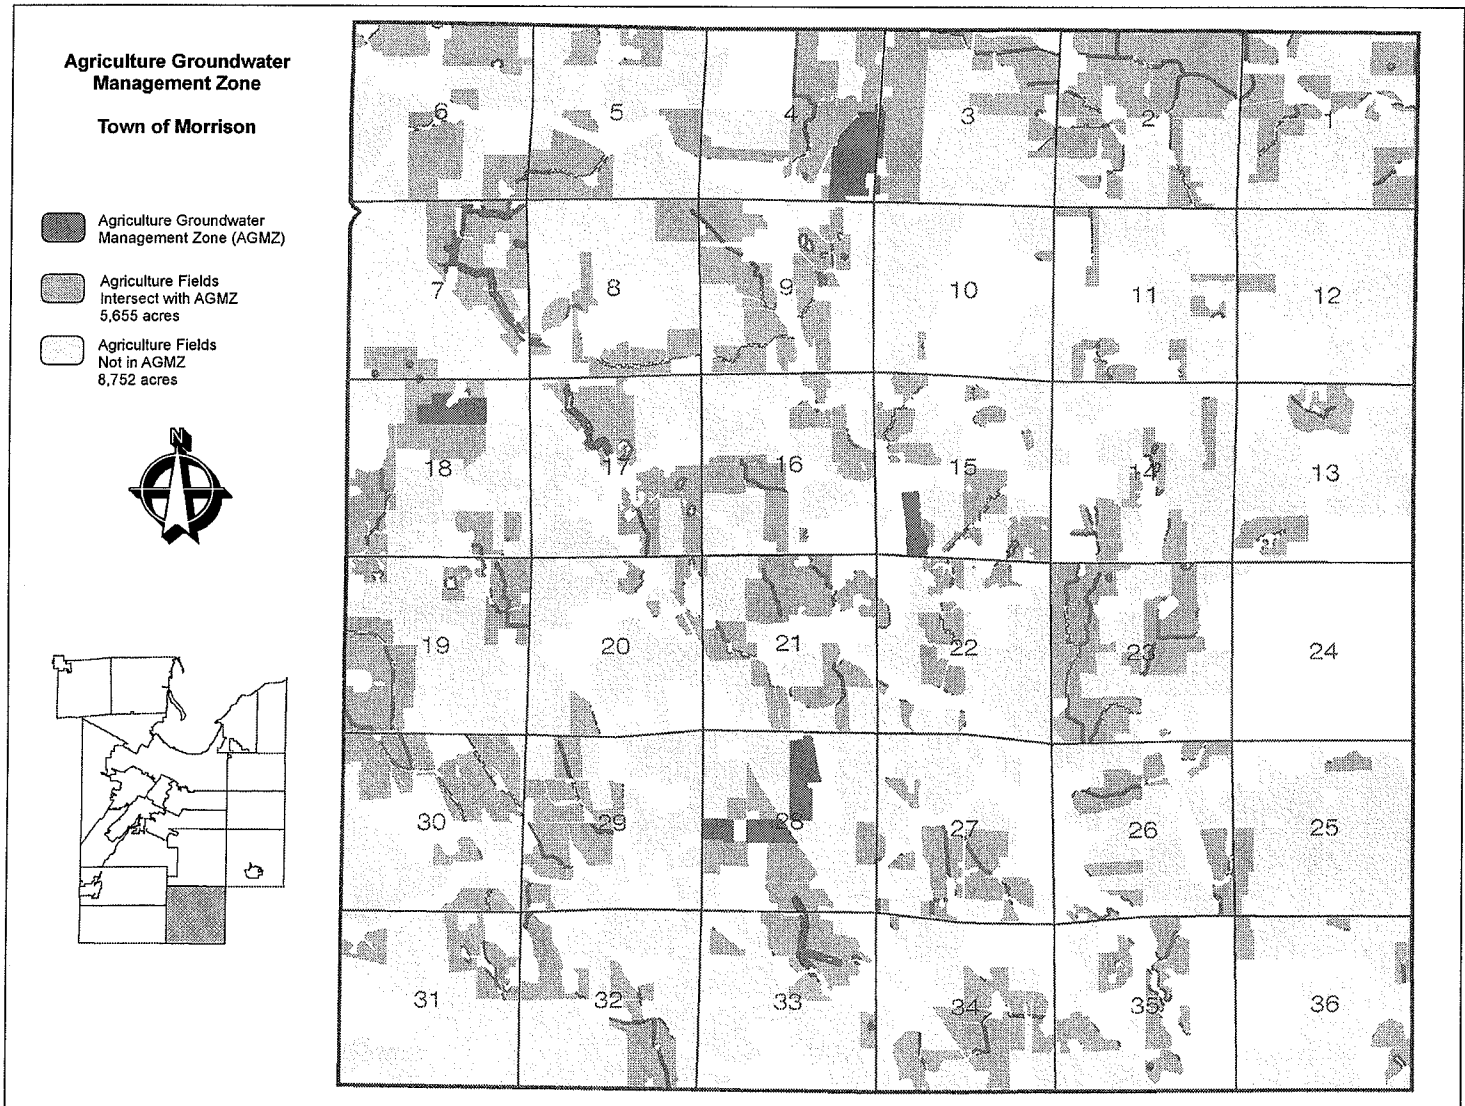 Agriculture Groundwater
Management Zone
Town of Morrison
Agriculture Groundwater
Management Zone (AGMZ)
Agriculture Fields
Intersect with AGMZ
5,655 acres
Agriculture Fields
Not in AGMZ
8,752 acres
N
6 5 4 3 2 1
7 8 9 10 11 12
18 17 16 15 14 13
19 20 21 22 23 24
30 29 28 27 26 25
31 32 33 34 35 36